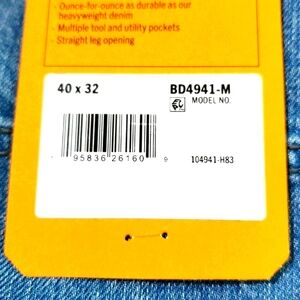 - Ounce-for-ounce as durable as our
heavyweight denim
- Multiple tool and utility pockets
- Straight leg opening
40 x 32
BD4941-M
MODEL NO.
95836 26160 9
104941-H83